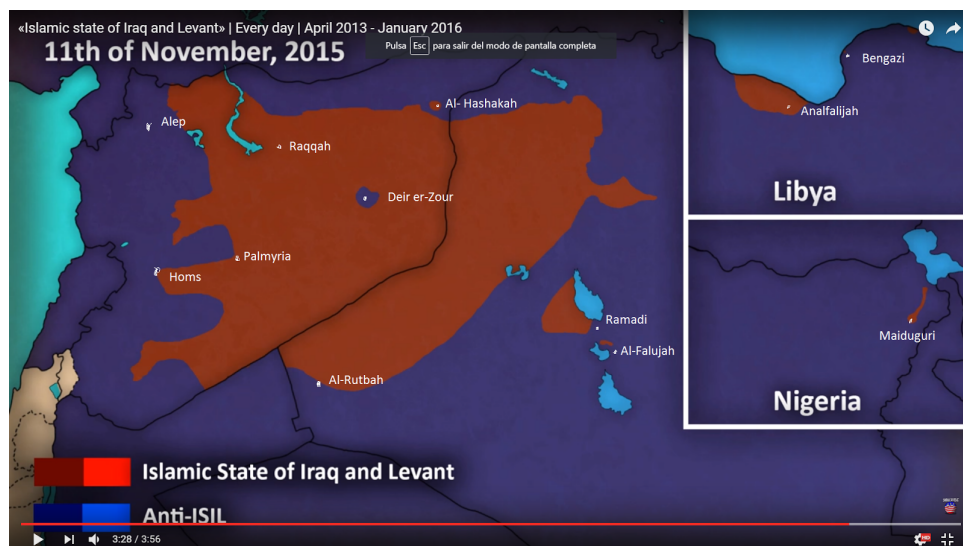 «Islamic state of Iraq and Levant» | Every day | April 2013 - January 2016
11th of November, 2015
Pulsa Esc para salir del modo de pantalla completa
Bengazi
Analfalijah
Libya
Al- Hashakah
Alep
Raqqah
Deir er-Zour
Palmyria
Homs
Ramadi
Al-Falujah
Al-Rutbah
Maiduguri
Nigeria
Islamic State of Iraq and Levant
Anti-ISIL
3:28 / 3:56
HD